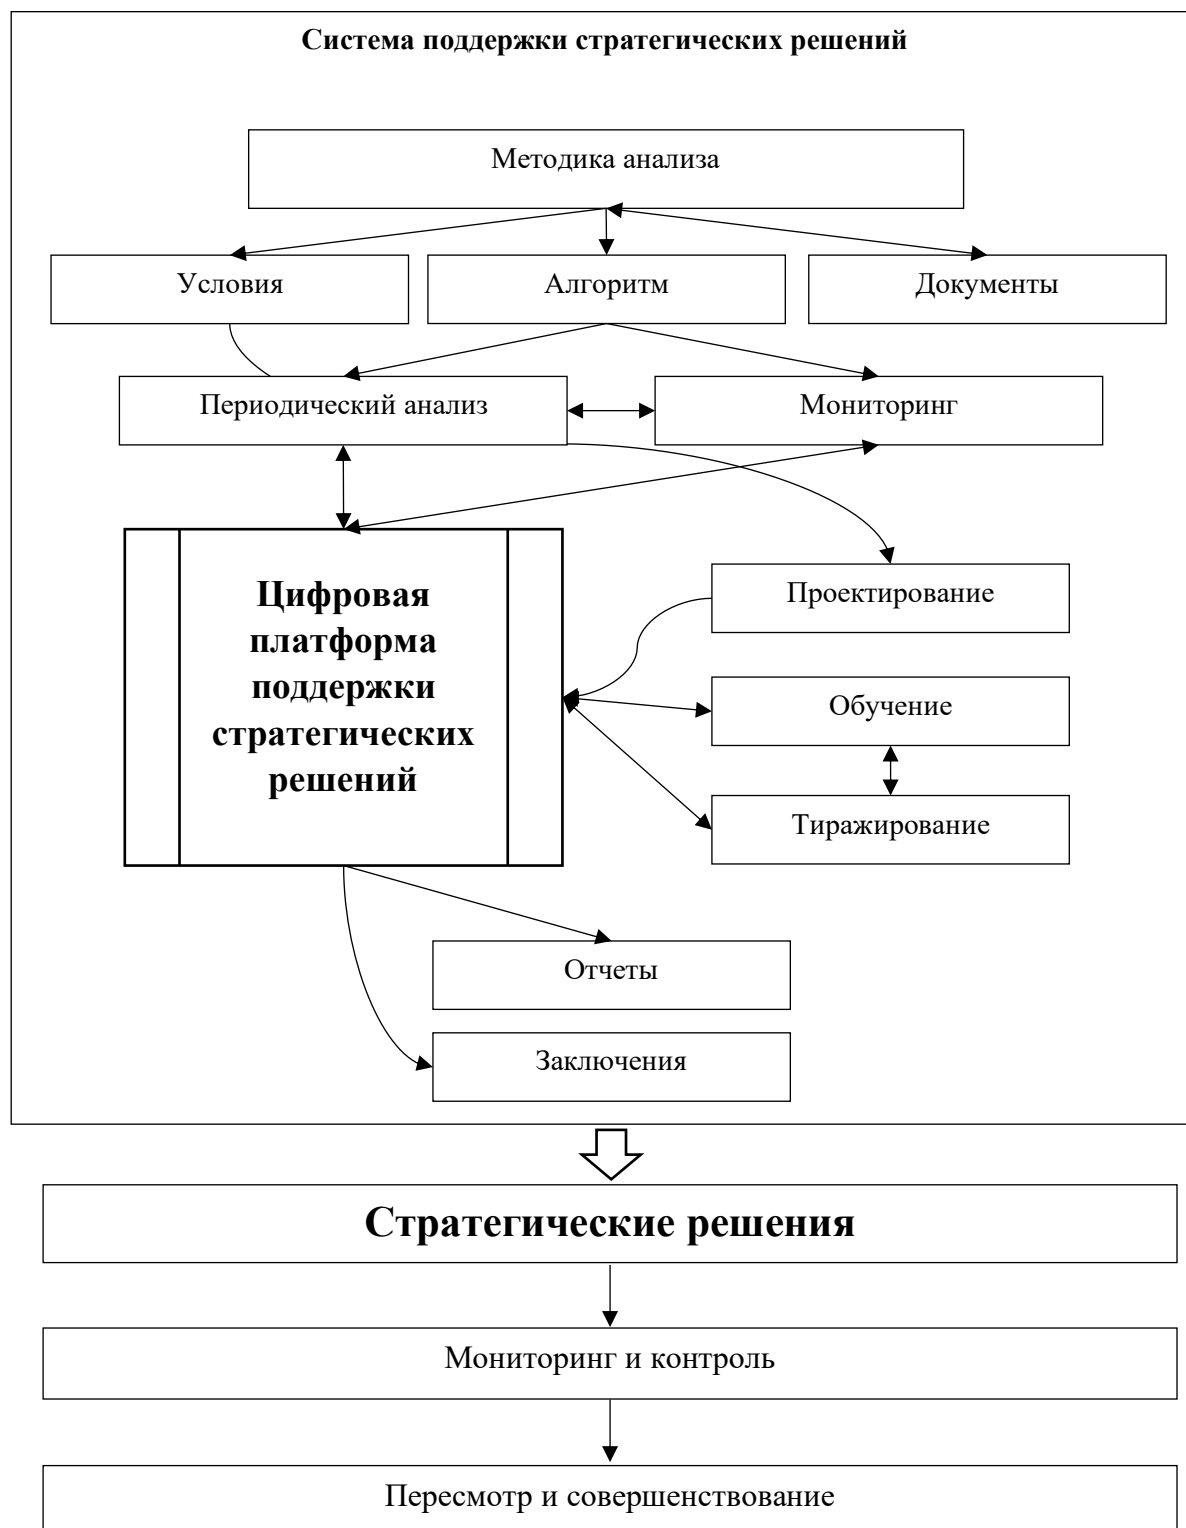 Система поддержки стратегических решений
Методика анализа
Условия
Алгоритм
Документы
Периодический анализ
Мониторинг
Цифровая
платформа
поддержки
стратегических
решений
Проектирование
Обучение
Тиражирование
Отчеты
Заключения
Стратегические решения
Мониторинг и контроль
Пересмотр и совершенствование